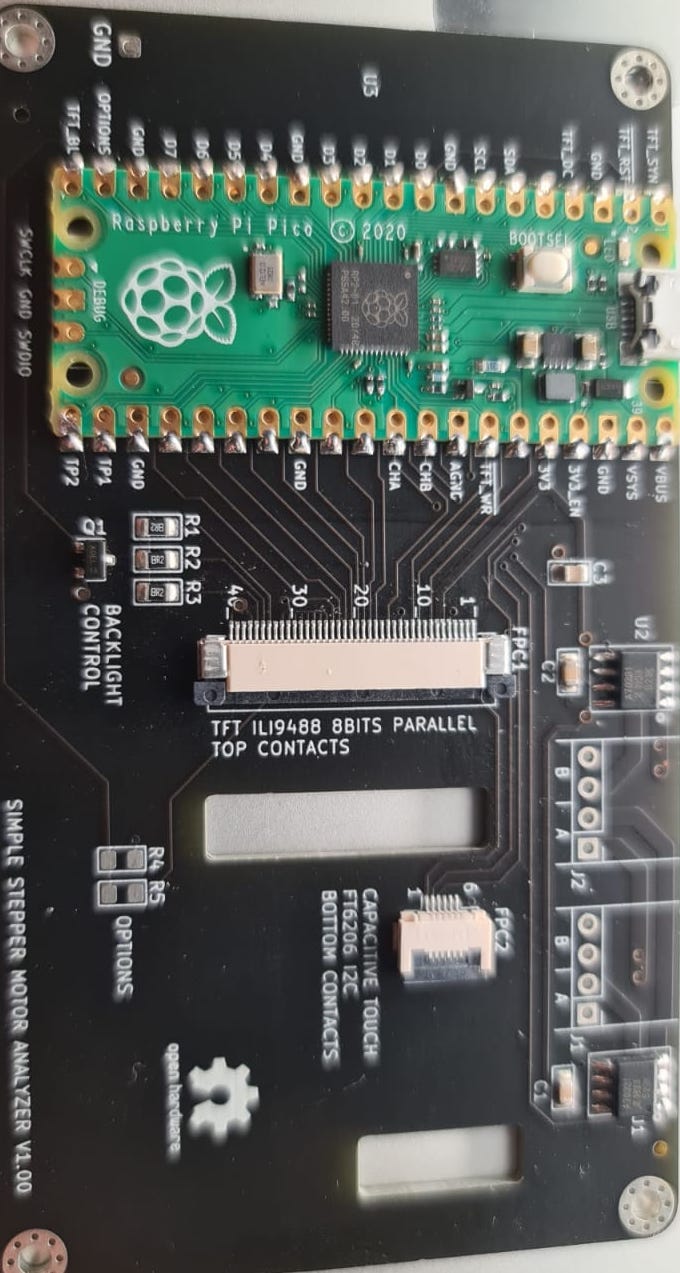 GND
U3
TFT_BL
OPTIONS
GND
D7
D6
D5
D4
GND
D3
D2
D1
D0
GND
SCL
SDA
TFT_DC
GND
TFT_RST
TFT_SYN
Raspberry Pi Pico © 2020
BOOTSEL
LED
USB
DEBUG
SWCLK GND SWDIO
2
1
39
TP2
TP1
GND
GND
CHA
CHB
AGND
TFT_WR
3V3
3V3_EN
GND
VSYS
VBUS
Q1
R1
R2
R3
BACKLIGHT
CONTROL
40
30
20
10
1
FPC1
C3
C2
U2
TFT ILI9488 8BITS PARALLEL
TOP CONTACTS
B
A
J2
R4
R5
OPTIONS
1
6
FPC2
CAPACITIVE TOUCH
FT6206 I2C
BOTTOM CONTACTS
B
A
J1
C1
U1
open hardware
SIMPLE STEPPER MOTOR ANALYZER V1.00